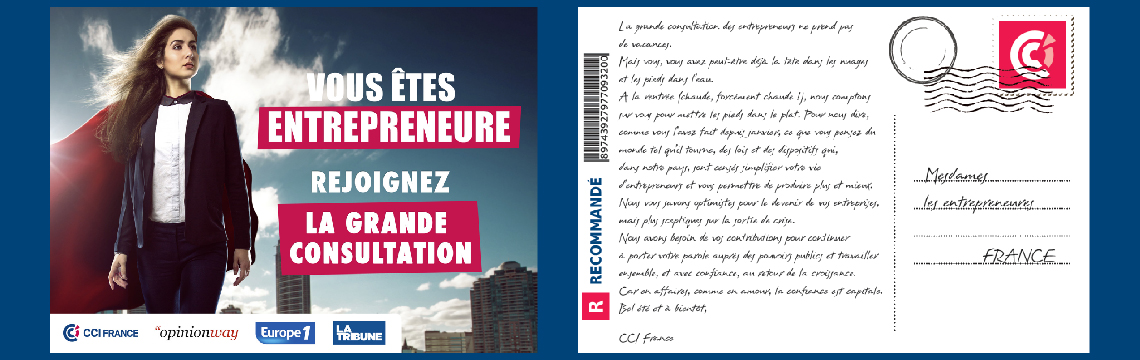 VOUS ÊTES
ENTREPRENEURE
REJOIGNEZ
LA GRANDE
CONSULTATION
CCI FRANCE
"opinionway
Europe 1
LA
TRIBUNE
La grande consultation des entrepreneurs ne prend pas
de vacances.
Mais vous, vous avez peut-être déjà la tête dans les nuages
et les pieds dans l'eau.
A la rentrée (chaude, forcément chaude !), nous comptons
sur vous pour mettre les pieds dans le plat. Pour nous dire,
comme vous l'avez fait depuis janvier, ce que vous pensez du
monde tel qu'il tourne, des lois et des dispositifs qui,
dans notre pays, sont censés simplifier votre vie
d'entrepreneurs et vous permettre de produire plus et mieux.
Nous vous savons optimistes pour le devenir de vos entreprises,
mais plus sceptiques sur la sortie de crise.
Nous avons besoin de vos contributions pour continuer
à porter votre parole auprès des pouvoirs publics et travailler
ensemble, et avec confiance, au retour de la croissance.
Car en affaires, comme en amour, la confiance est capitale.
Bel été et à bientôt,
CCI France
8974392797709320
R RECOMMANDÉ
Mesdames
les entrepreneures
FRANCE